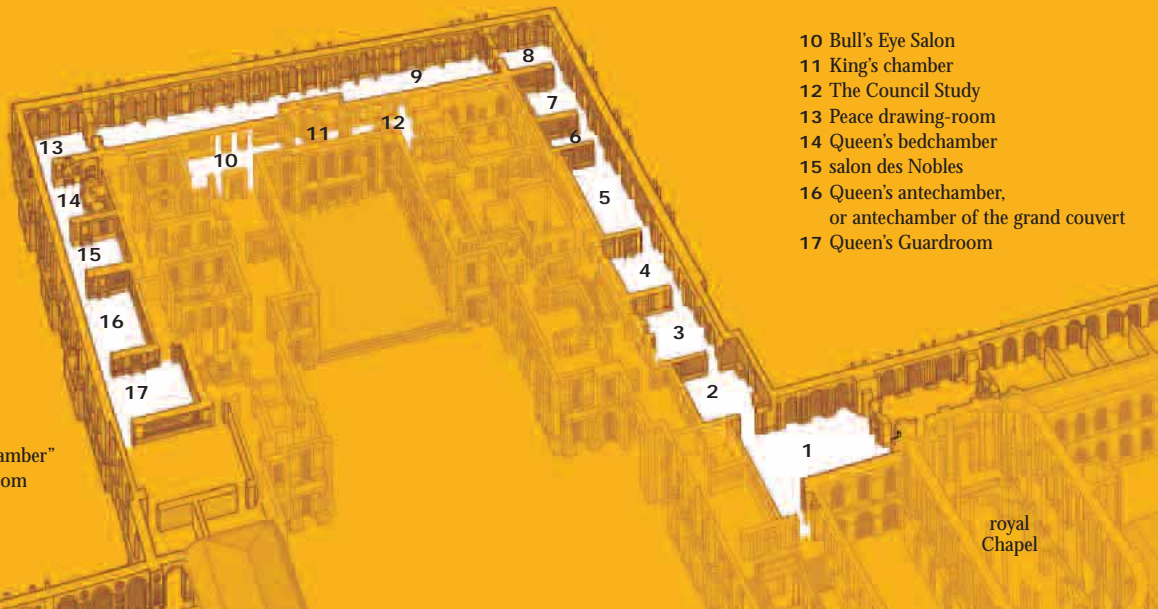 10 Bull's Eye Salon
11 King's chamber
12 The Council Study
13 Peace drawing-room
14 Queen's bedchamber
15 salon des Nobles
16 Queen's antechamber,
or antechamber of the grand couvert
17 Queen's Guardroom
8
9
7
12
11
13
6
10
14
5
15
4
16
3
17
2
1
amber”
om
royal
Chapel